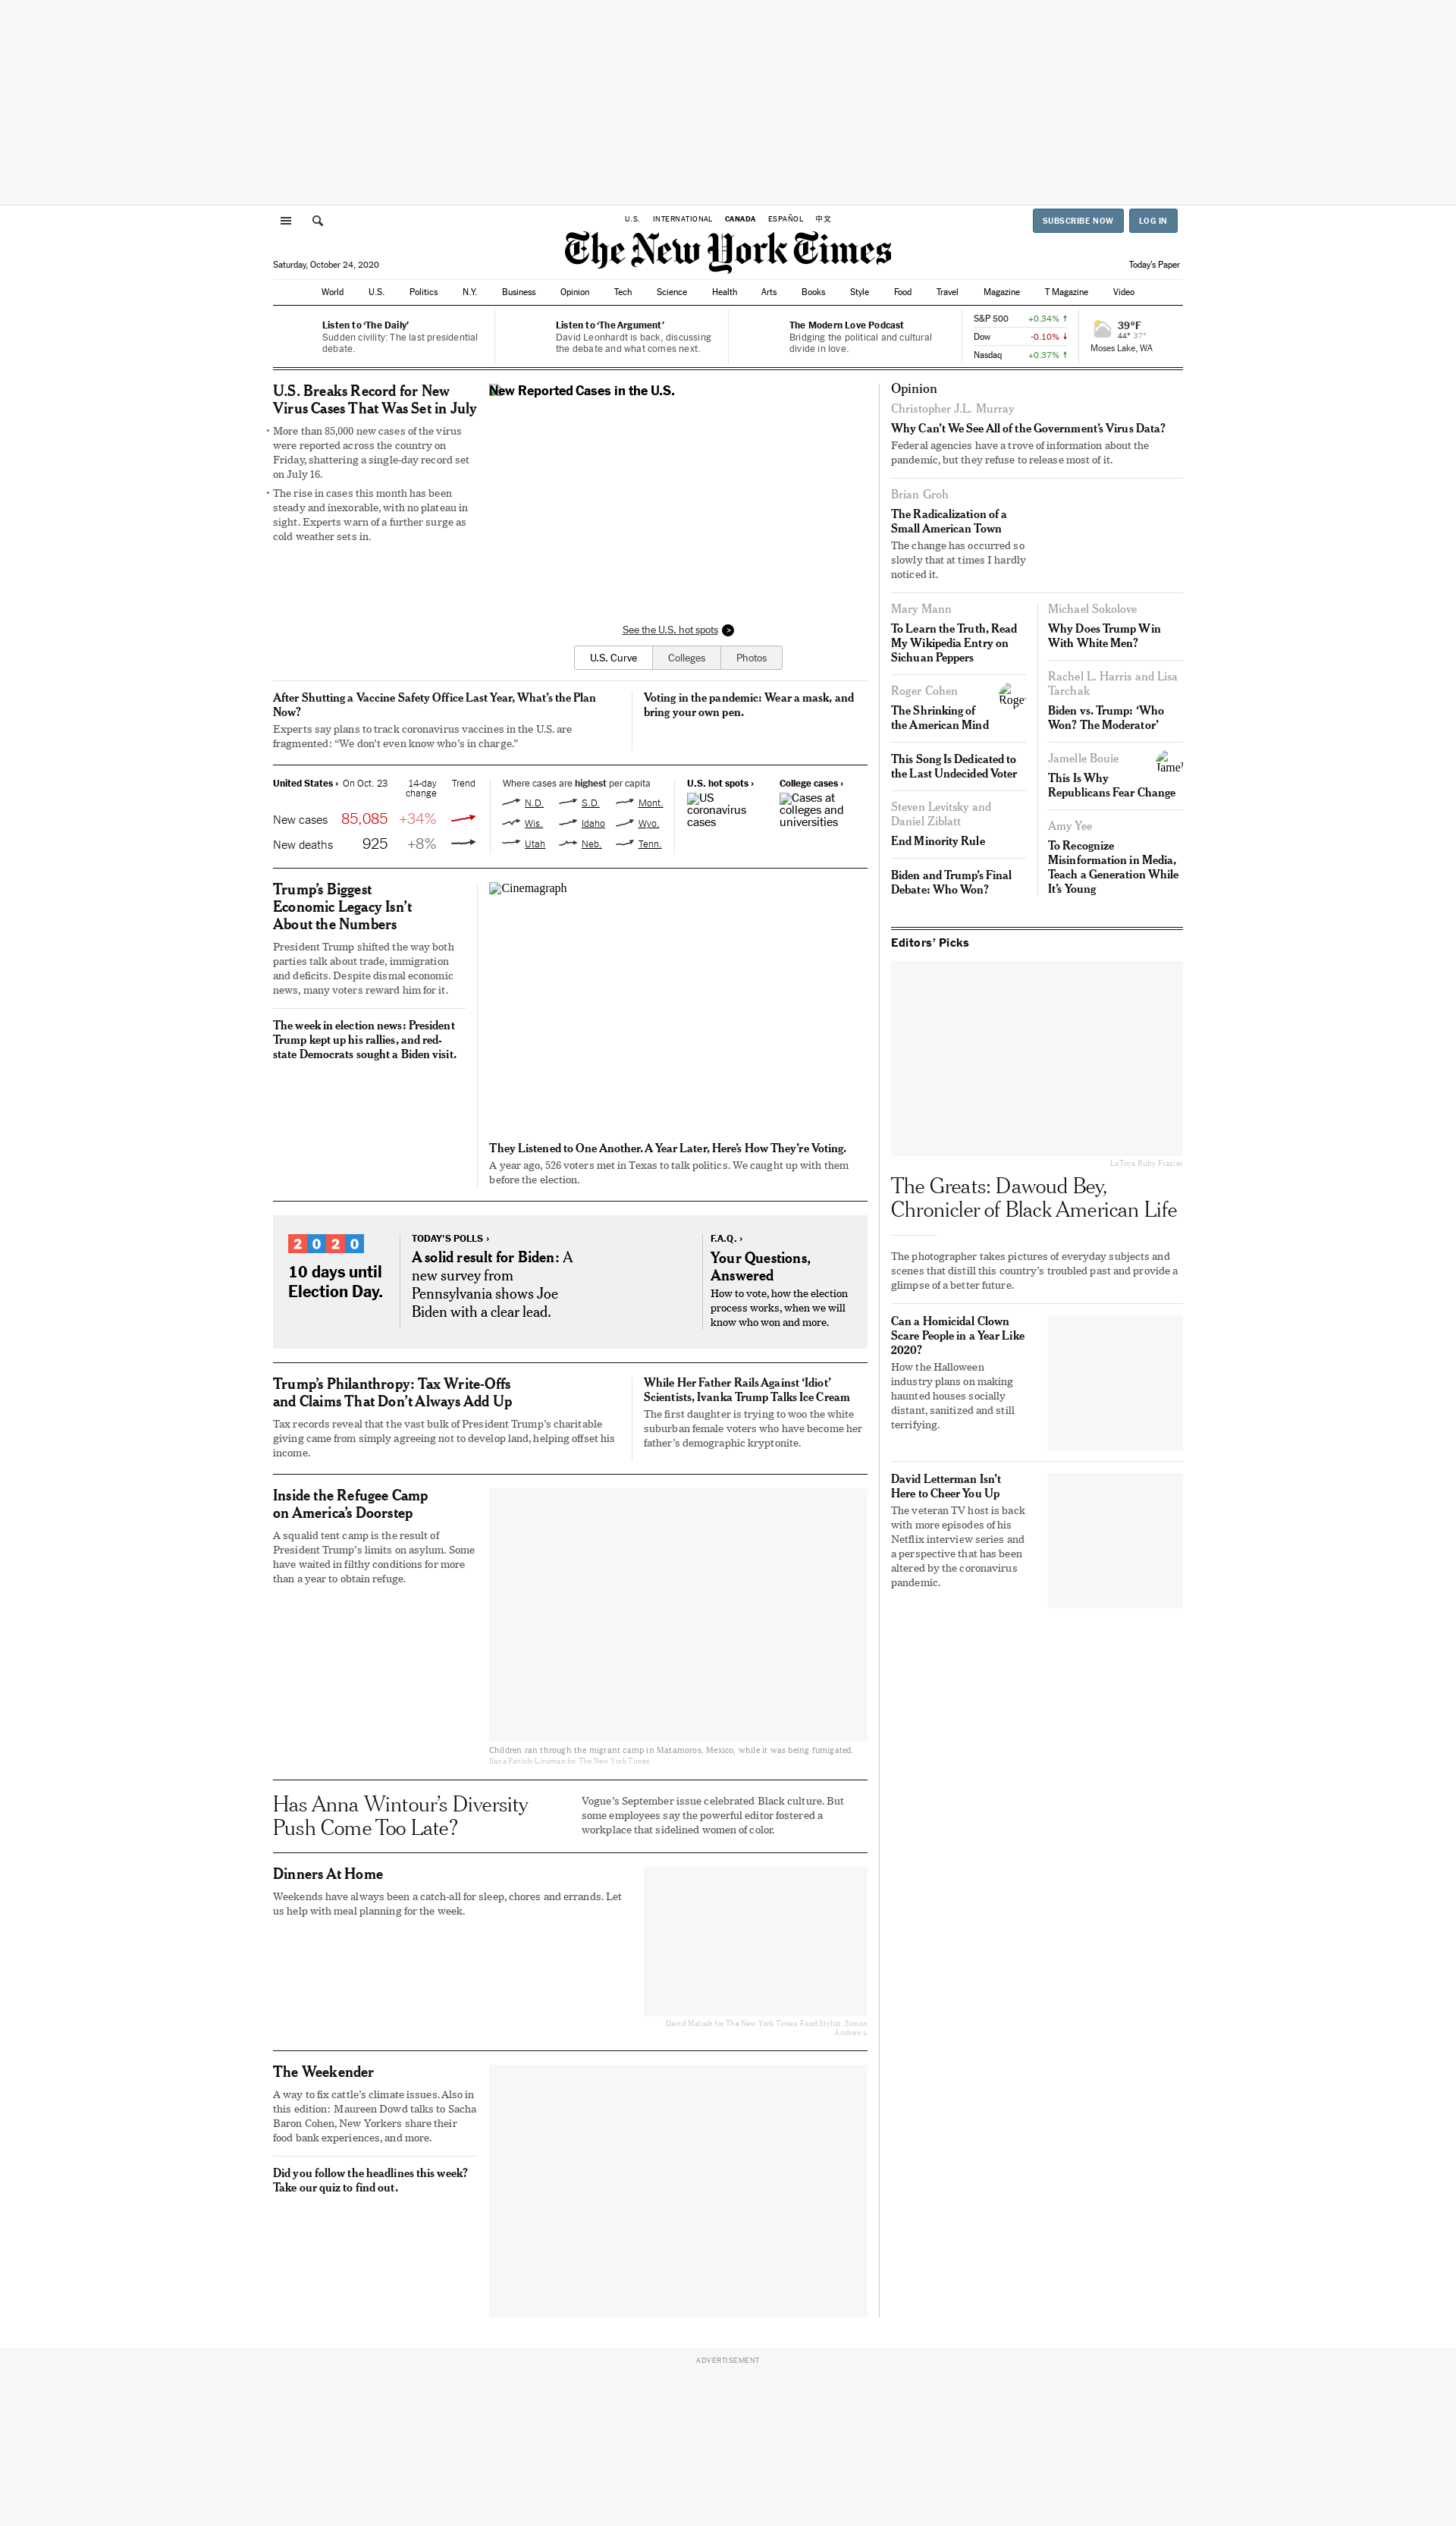 U.S. INTERNATIONAL CANADA ESPAÑOL 中文
SUBSCRIBE NOW LOG IN
The New York Times
Saturday, October 24, 2020
Today's Paper
World U.S. Politics N.Y. Business Opinion Tech Science Health Arts Books Style Food Travel Magazine T Magazine Video
Listen to ‘The Daily’
Sudden civility: The last presidential
debate.
Listen to ‘The Argument’
David Leonhardt is back, discussing
the debate and what comes next.
The Modern Love Podcast
Bridging the political and cultural
divide in love.
S&P 500 +0.34% ↑
Dow -0.10% ↓
Nasdaq +0.37% ↑
39°F
44° 37°
Moses Lake, WA
U.S. Breaks Record for New
Virus Cases That Was Set in July
• More than 85,000 new cases of the virus
were reported across the country on
Friday, shattering a single-day record set
on July 16.
• The rise in cases this month has been
steady and inexorable, with no plateau in
sight. Experts warn of a further surge as
cold weather sets in.
New Reported Cases in the U.S.
See the U.S. hot spots >
U.S. Curve Colleges Photos
After Shutting a Vaccine Safety Office Last Year, What’s the Plan
Now?
Experts say plans to track coronavirus vaccines in the U.S. are
fragmented: “We don’t even know who’s in charge.”
Voting in the pandemic: Wear a mask, and
bring your own pen.
United States › On Oct. 23 14-day
change Trend
New cases 85,085 +34%
New deaths 925 +8%
Where cases are highest per capita
N.D. S.D. Mont.
Wis. Idaho Wyo.
Utah Neb. Tenn.
U.S. hot spots ›
US
coronavirus
cases
College cases ›
Cases at
colleges and
universities
Trump’s Biggest
Economic Legacy Isn’t
About the Numbers
President Trump shifted the way both
parties talk about trade, immigration
and deficits. Despite dismal economic
news, many voters reward him for it.
The week in election news: President
Trump kept up his rallies, and red-
state Democrats sought a Biden visit.
Cinemagraph
They Listened to One Another. A Year Later, Here’s How They’re Voting.
A year ago, 526 voters met in Texas to talk politics. We caught up with them
before the election.
2020
10 days until
Election Day.
TODAY’S POLLS ›
A solid result for Biden: A
new survey from
Pennsylvania shows Joe
Biden with a clear lead.
F.A.Q. ›
Your Questions,
Answered
How to vote, how the election
process works, when we will
know who won and more.
Trump’s Philanthropy: Tax Write-Offs
and Claims That Don’t Always Add Up
Tax records reveal that the vast bulk of President Trump’s charitable
giving came from simply agreeing not to develop land, helping offset his
income.
While Her Father Rails Against ‘Idiot’
Scientists, Ivanka Trump Talks Ice Cream
The first daughter is trying to woo the white
suburban female voters who have become her
father’s demographic kryptonite.
Inside the Refugee Camp
on America’s Doorstep
A squalid tent camp is the result of
President Trump’s limits on asylum. Some
have waited in filthy conditions for more
than a year to obtain refuge.
Children ran through the migrant camp in Matamoros, Mexico, while it was being fumigated.
Ilana Panich-Linsman for The New York Times
Has Anna Wintour’s Diversity
Push Come Too Late?
Vogue’s September issue celebrated Black culture. But
some employees say the powerful editor fostered a
workplace that sidelined women of color.
Dinners At Home
Weekends have always been a catch-all for sleep, chores and errands. Let
us help with meal planning for the week.
David Malosh for The New York Times. Food Stylist: Simon
Andrews.
The Weekender
A way to fix cattle’s climate issues. Also in
this edition: Maureen Dowd talks to Sacha
Baron Cohen, New Yorkers share their
food bank experiences, and more.
Did you follow the headlines this week?
Take our quiz to find out.
Opinion
Christopher J.L. Murray
Why Can’t We See All of the Government’s Virus Data?
Federal agencies have a trove of information about the
pandemic, but they refuse to release most of it.
Brian Groh
The Radicalization of a
Small American Town
The change has occurred so
slowly that at times I hardly
noticed it.
Mary Mann
To Learn the Truth, Read
My Wikipedia Entry on
Sichuan Peppers
Roger Cohen
Roger
The Shrinking of
the American Mind
This Song Is Dedicated to
the Last Undecided Voter
Steven Levitsky and
Daniel Ziblatt
End Minority Rule
Biden and Trump’s Final
Debate: Who Won?
Michael Sokolove
Why Does Trump Win
With White Men?
Rachel L. Harris and Lisa
Tarchak
Biden vs. Trump: ‘Who
Won? The Moderator’
Jamelle Bouie
This Is Why
Republicans Fear Change
Amy Yee
To Recognize
Misinformation in Media,
Teach a Generation While
It’s Young
Editors’ Picks
LaToya Ruby Frazier
The Greats: Dawoud Bey,
Chronicler of Black American Life
The photographer takes pictures of everyday subjects and
scenes that distill this country’s troubled past and provide a
glimpse of a better future.
Can a Homicidal Clown
Scare People in a Year Like
2020?
How the Halloween
industry plans on making
haunted houses socially
distant, sanitized and still
terrifying.
David Letterman Isn’t
Here to Cheer You Up
The veteran TV host is back
with more episodes of his
Netflix interview series and
a perspective that has been
altered by the coronavirus
pandemic.
ADVERTISEMENT